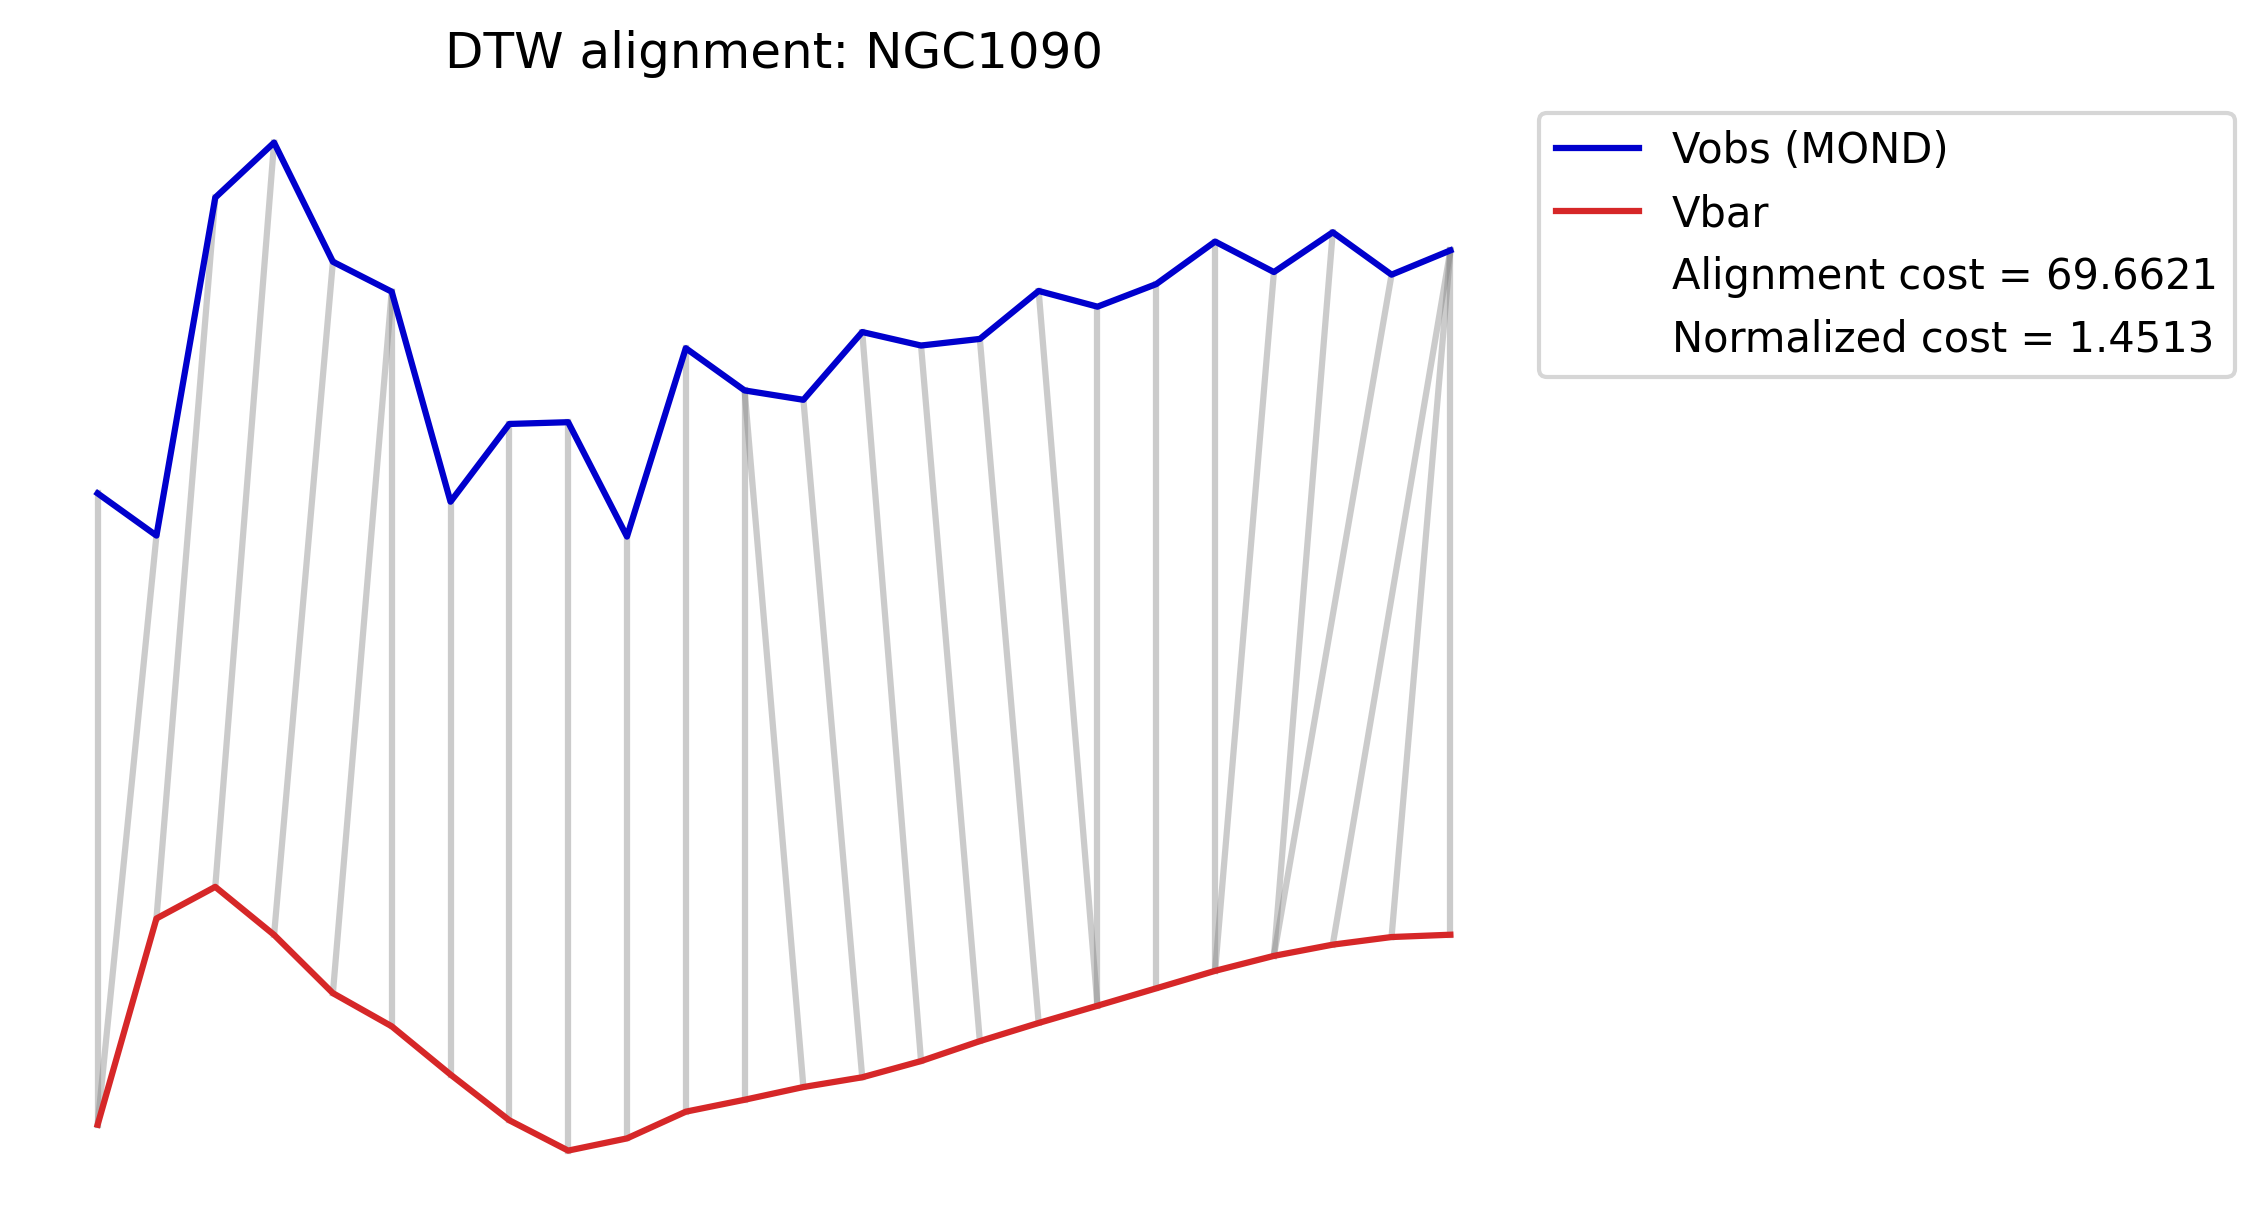 DTW alignment: NGC1090
Vobs (MOND)
Vbar
Alignment cost = 69.6621
Normalized cost = 1.4513